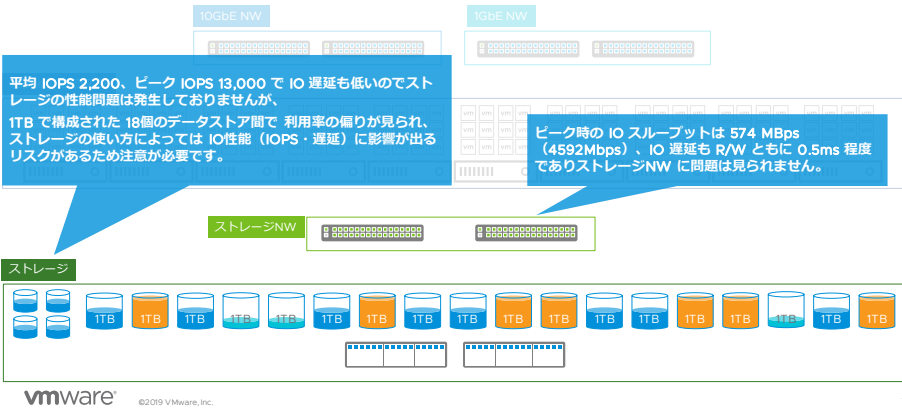 10GbE NW
1GbE NW
平均 IOPS 2,200、ピーク IOPS 13,000 で IO 遅延も低いのでスト
レージの性能問題は発生しておりませんが、
1TB で構成された 18個のデータストア間で 利用率の偏りが見られ、
ストレージの使い方によっては IO性能（IOPS・遅延）に影響が出る
リスクがあるため注意が必要です。
ピーク時の IO スループットは 574 MBps
（4592Mbps）、IO 遅延も R/W ともに 0.5ms 程度
でありストレージNW に問題は見られません。
ストレージNW
ストレージ
1TB 1TB 1TB 1TB 1TB 1TB 1TB 1TB 1TB 1TB 1TB 1TB 1TB 1TB 1TB 1TB 1TB 1TB
vmware®
©2019 VMware, Inc.